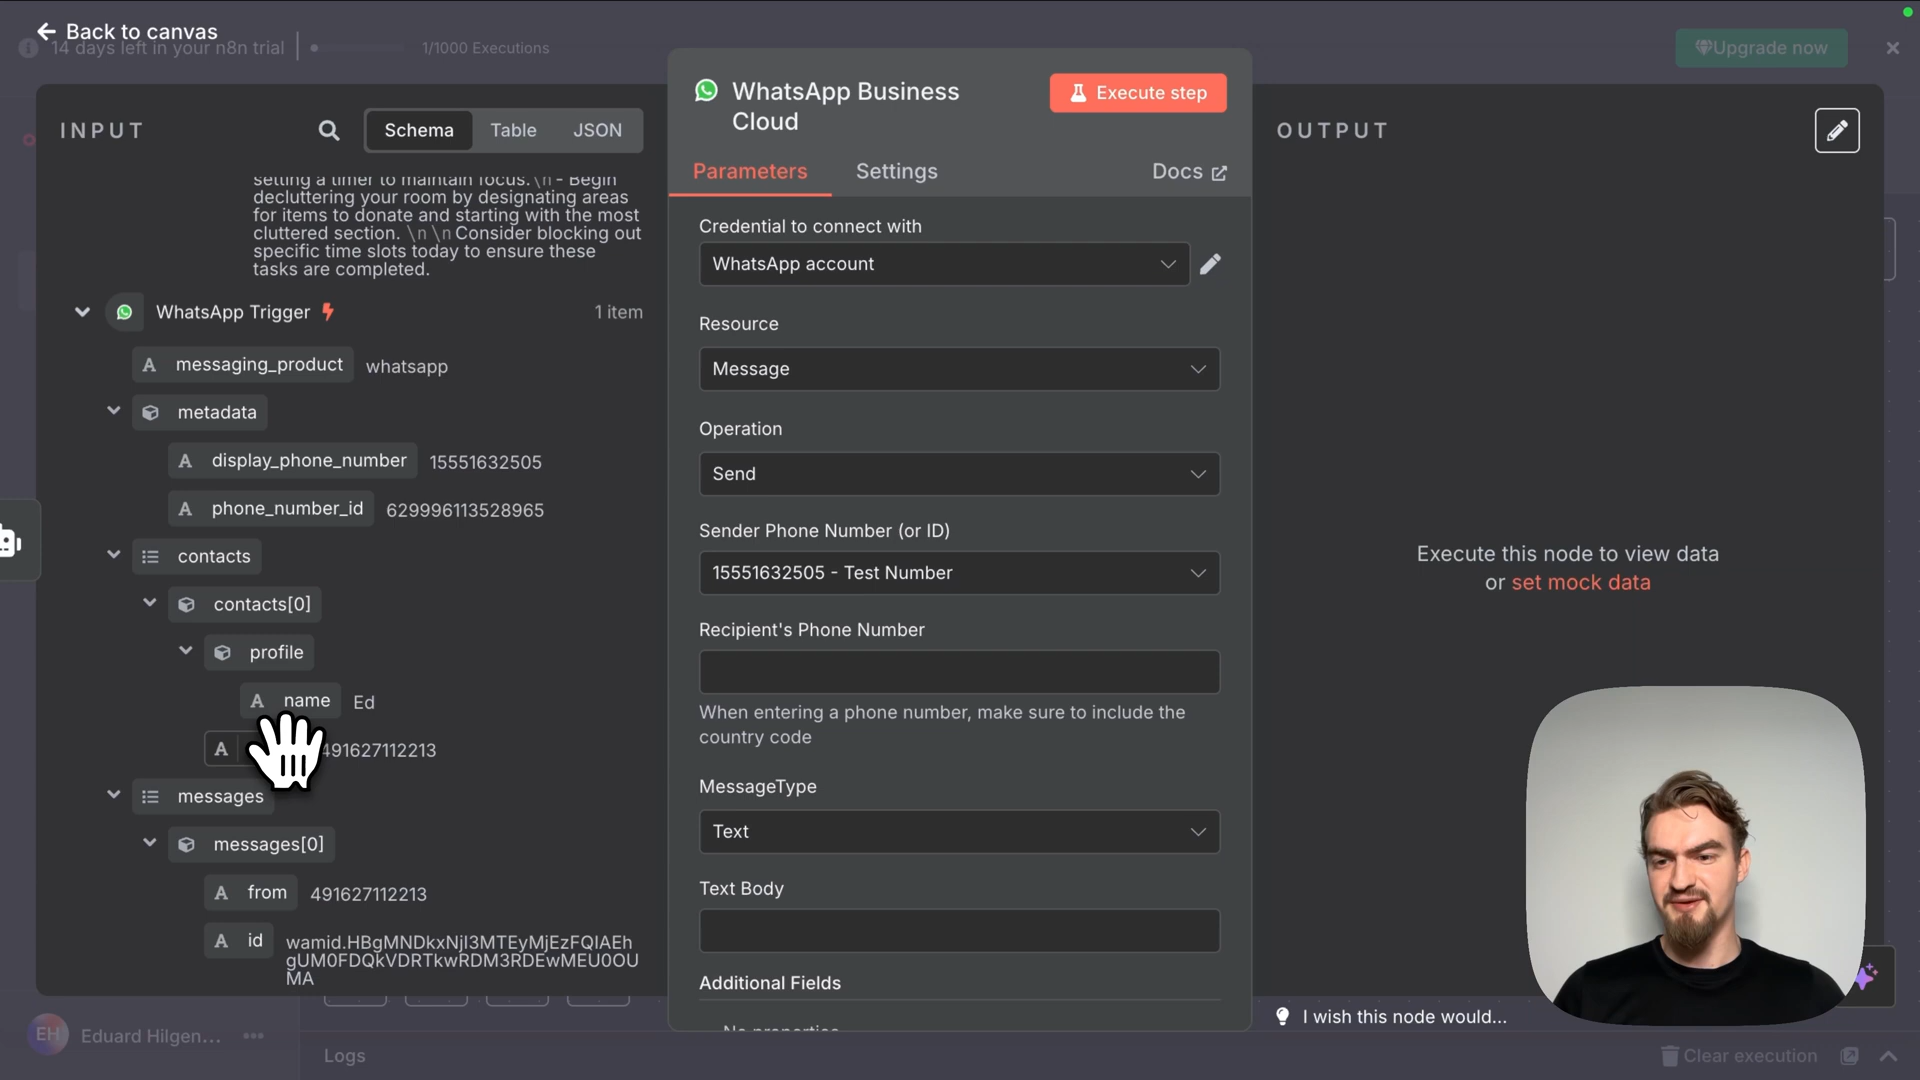 Back to canvas
14 days left in your n8n trial
1/1000 Executions
Upgrade now
INPUT
Schema
Table
JSON
setting a timer to maintain focus.\n - Begin
decluttering your room by designating areas
for items to donate and starting with the most
cluttered section. \n \n Consider blocking out
specific time slots today to ensure these
tasks are completed.
WhatsApp Trigger
1 item
A messaging_product whatsapp
metadata
A display_phone_number 15551632505
A phone_number_id 629996113528965
contacts
contacts[0]
profile
A name Ed
A 491627112213
messages
messages[0]
A from 491627112213
A id wamid.HBgMNDkxNjI3MTEyMjEzFQIAEh
gUM0FDQkVDRTkwRDM3RDEwMEU0OU
MA
WhatsApp Business
Cloud
Execute step
Parameters
Settings
Docs
Credential to connect with
WhatsApp account
Resource
Message
Operation
Send
Sender Phone Number (or ID)
15551632505 - Test Number
Recipient's Phone Number
When entering a phone number, make sure to include the
country code
MessageType
Text
Text Body
Additional Fields
No properties
OUTPUT
Execute this node to view data
or set mock data
I wish this node would...
EH
Eduard Hilgen...
Logs
Clear execution